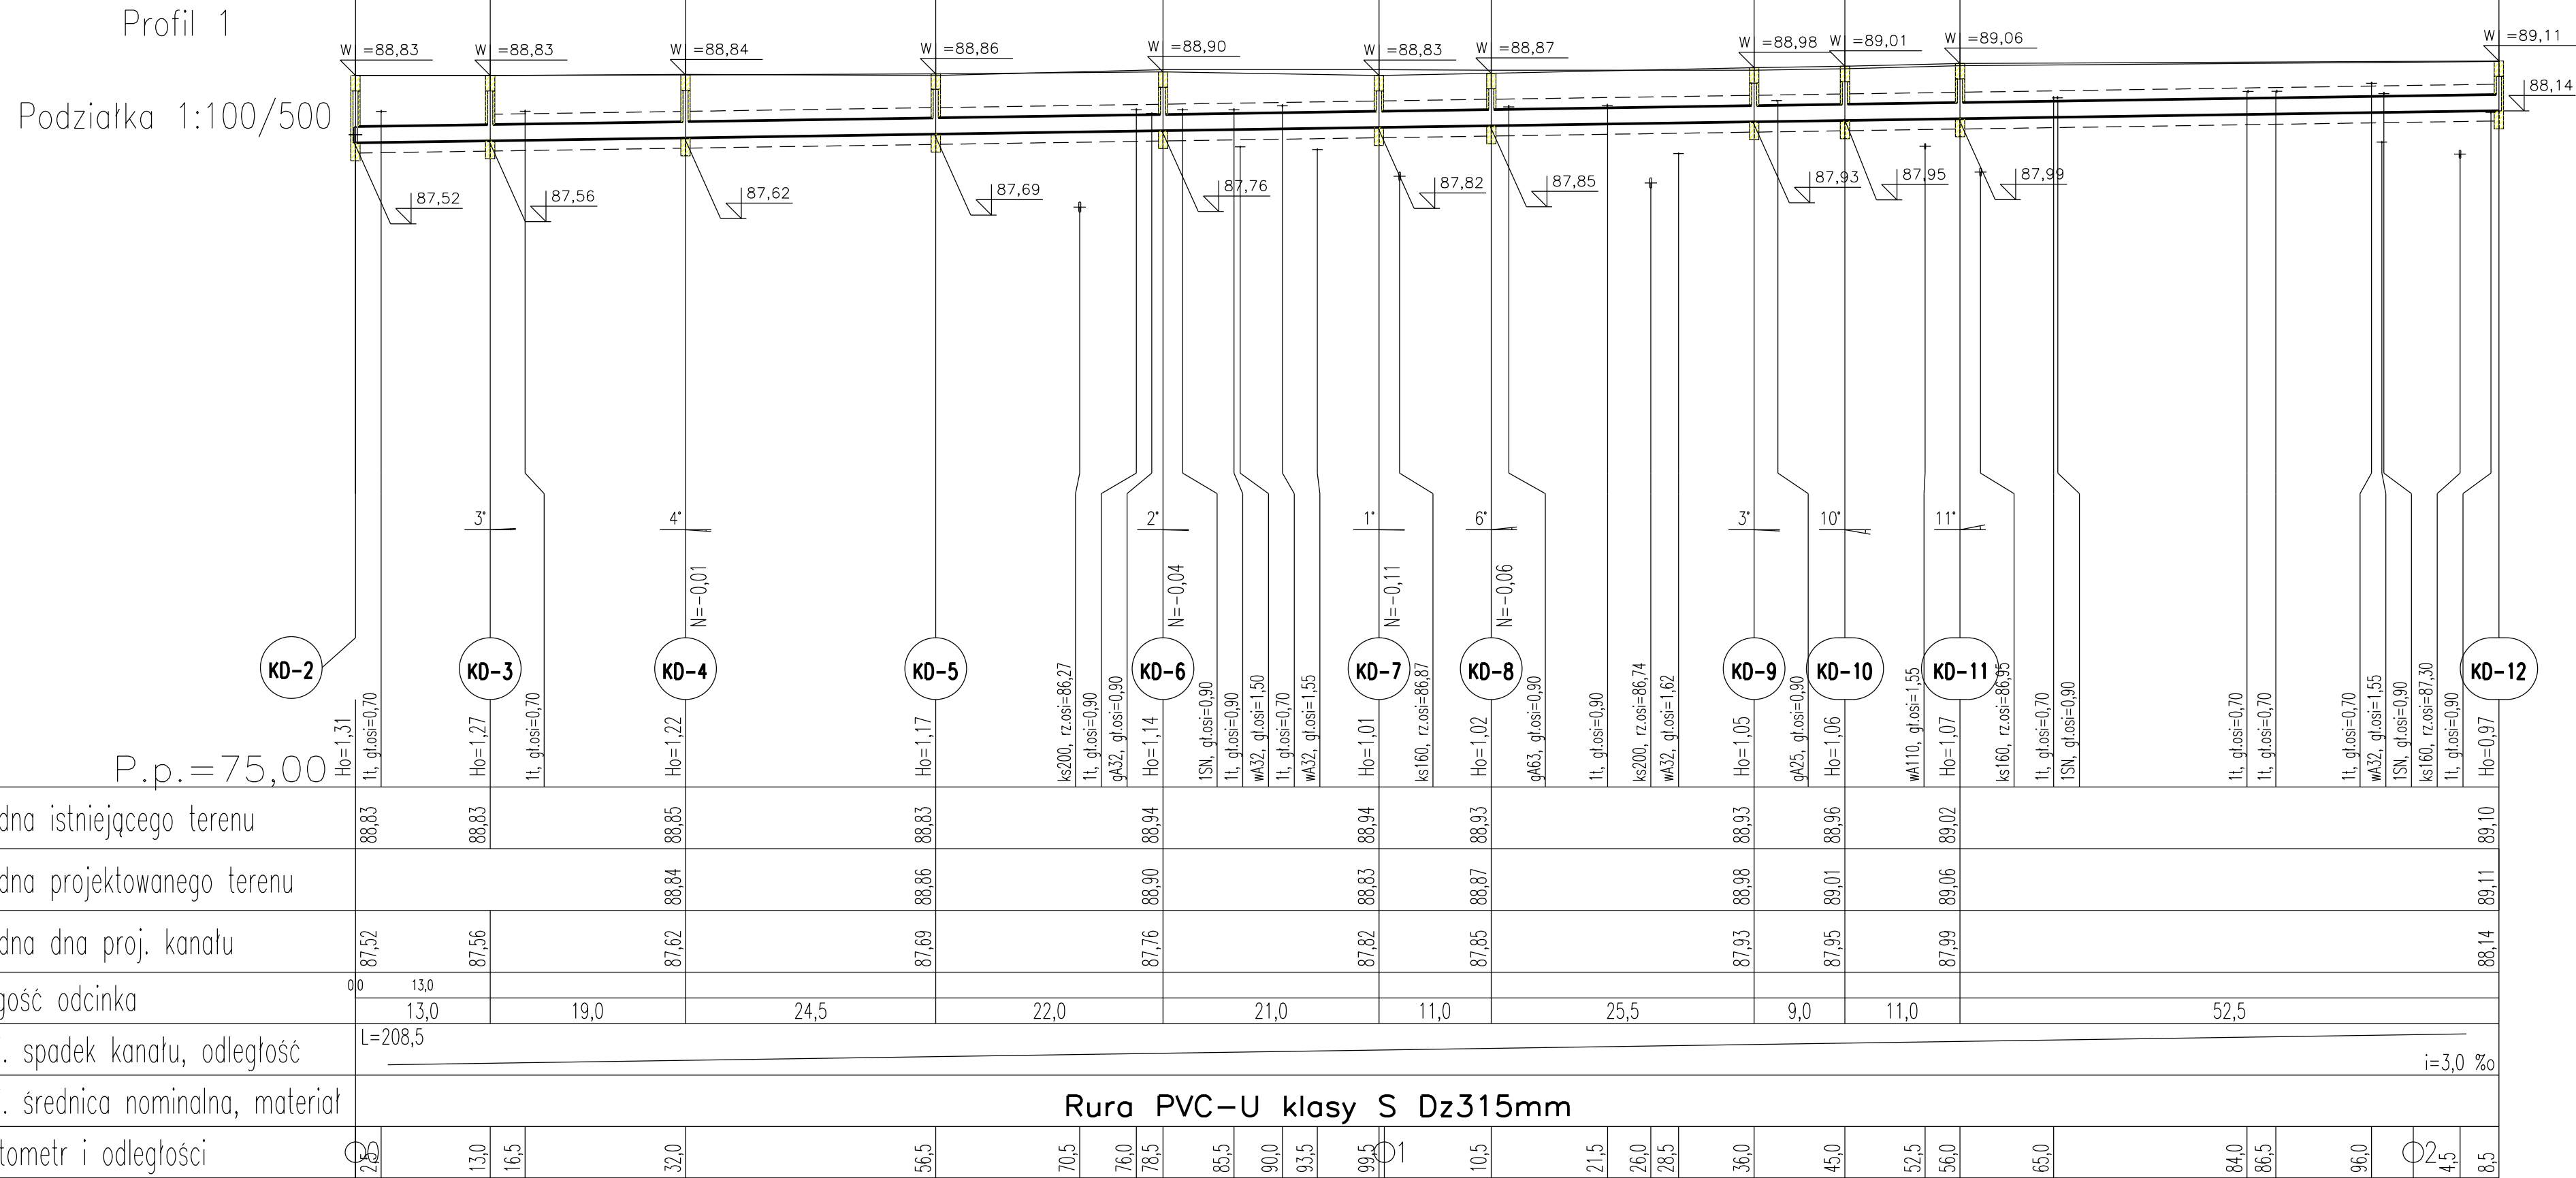 Profil 1
Podziałka 1:100/500
W =88,83
W =88,83
W =88,84
W =88,86
W =88,90
W =88,83
W =88,87
W =88,98
W =89,01
W =89,06
W =89,11
88,14
87,52
87,56
87,62
87,69
87,76
87,82
87,85
87,93
87,95
87,99
3°
4°
2°
1°
6°
3°
10°
11°
N=-0,01
N=-0,04
N=-0,11
N=-0,06
KD-2
KD-3
KD-4
KD-5
KD-6
KD-7
KD-8
KD-9
KD-10
KD-11
KD-12
P.p.=75,00
Ho=1,31
1t, gł.osi=0,70
Ho=1,27
1t, gł.osi=0,70
Ho=1,22
Ho=1,17
ks200, rz.osi=86,27
1t, gł.osi=0,90
gA32, gł.osi=0,90
Ho=1,14
1SN, gł.osi=0,90
1t, gł.osi=0,90
wA32, gł.osi=1,50
1t, gł.osi=0,70
wA32, gł.osi=1,55
Ho=1,01
ks160, rz.osi=86,87
Ho=1,02
gA63, gł.osi=0,90
1t, gł.osi=0,90
ks200, rz.osi=86,74
wA32, gł.osi=1,62
Ho=1,05
gA25, gł.osi=0,90
Ho=1,06
wA110, gł.osi=1,55
Ho=1,07
ks160, rz.osi=86,95
1t, gł.osi=0,70
1SN, gł.osi=0,90
1t, gł.osi=0,70
1t, gł.osi=0,70
1t, gł.osi=0,70
wA32, gł.osi=1,55
1SN, gł.osi=0,90
ks160, rz.osi=87,30
1t, gł.osi=0,90
Ho=0,97
dna istniejącego terenu 88,83 88,83 88,85 88,83 88,94 88,94 88,93 88,93 88,96 89,02 89,10
dna projektowanego terenu 88,84 88,86 88,90 88,83 88,87 88,98 89,01 89,06 89,11
dna dna proj. kanału 87,52 87,56 87,62 87,69 87,76 87,82 87,85 87,93 87,95 87,99 88,14
0,0 13,0
gość odcinka 13,0 19,0 24,5 22,0 21,0 11,0 25,5 9,0 11,0 52,5
L=208,5
. spadek kanału, odległość
i=3,0 ‰
. średnica nominalna, materiał Rura PVC-U klasy S Dz315mm
tometr i odległości 0 2,5 13,0 16,5 32,0 56,5 70,5 76,0 78,5 85,5 90,0 93,5 99,5 1 10,5 21,5 26,0 28,5 36,0 45,0 52,5 56,0 65,0 84,0 86,5 96,0 2 4,5 8,5